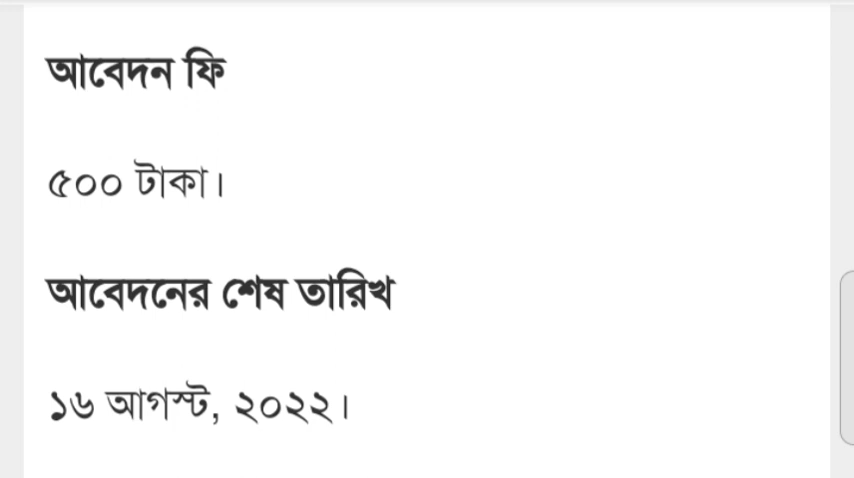 আবেদন ফি
৫০০ টাকা।
আবেদনের শেষ তারিখ
১৬ আগস্ট, ২০২২।